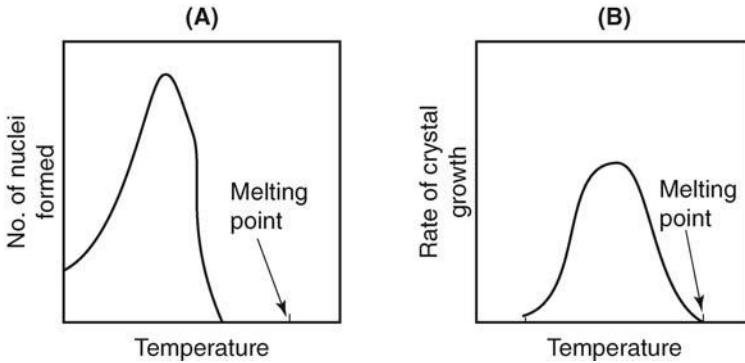 (A)
No. of nuclei
formed
Melting
point
Temperature
(B)
Rate of crystal
growth
Melting
point
Temperature